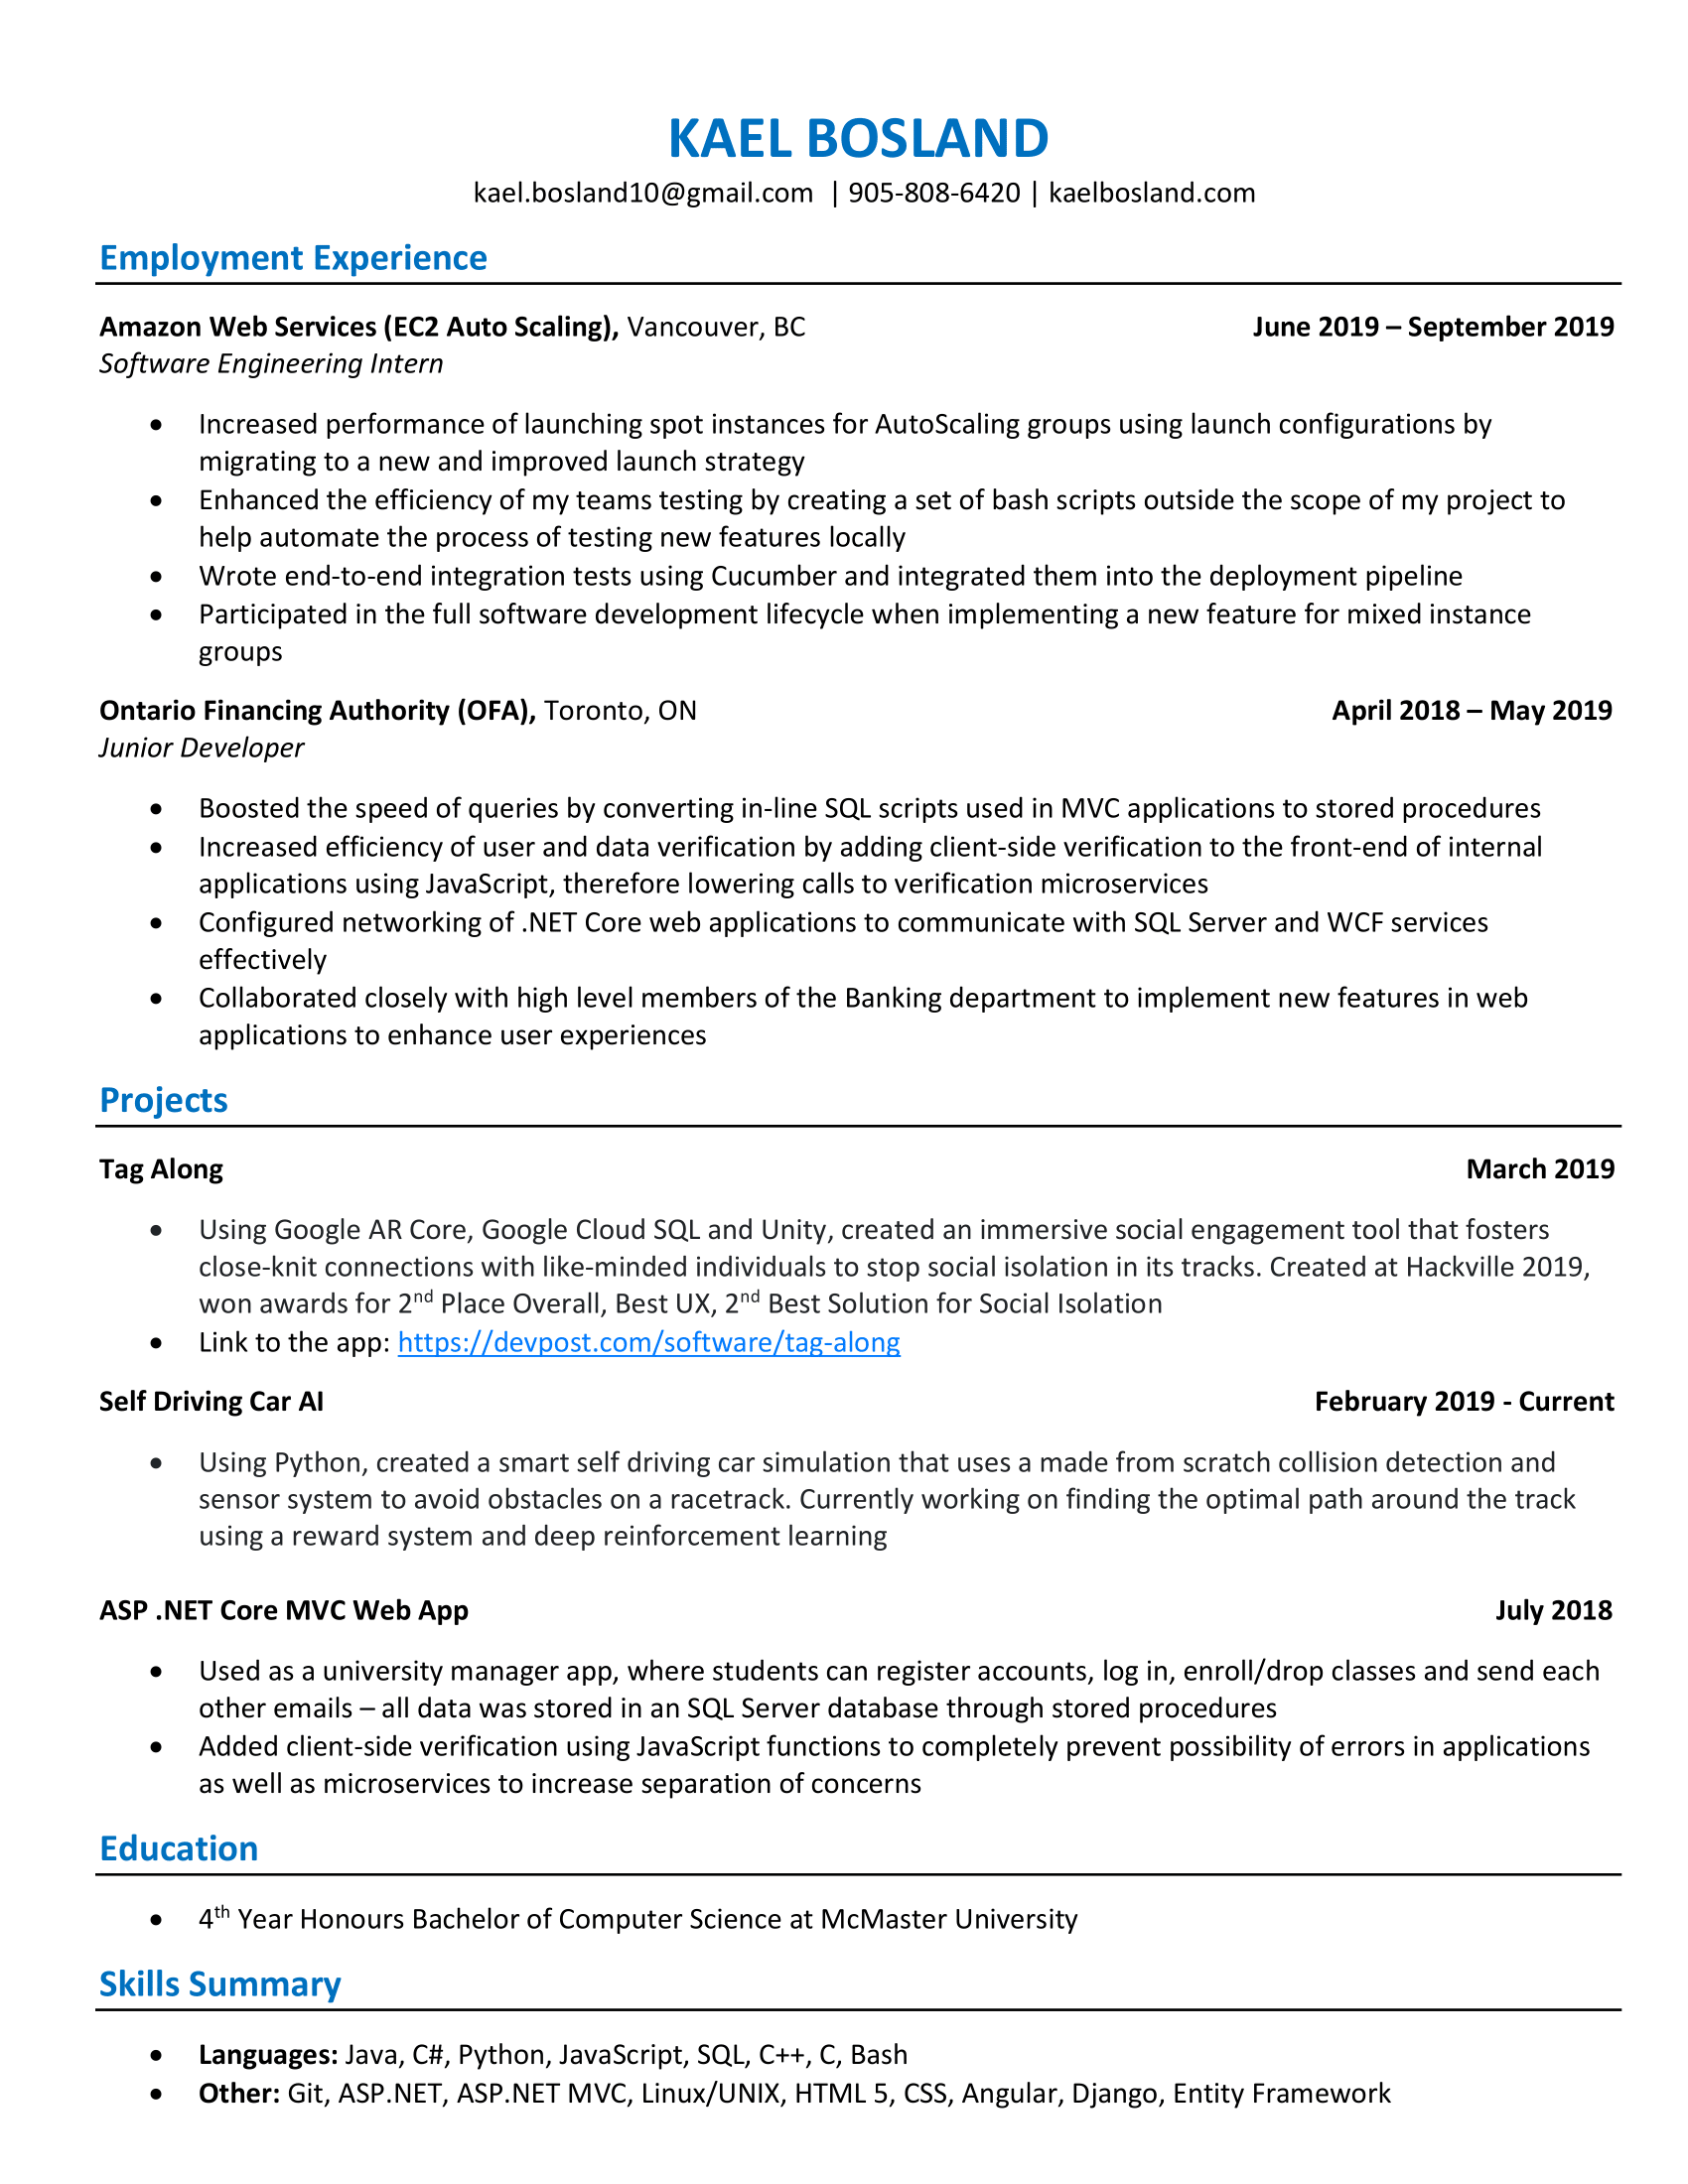 KAEL BOSLAND
kael.bosland10@gmail.com | 905-808-6420 | kaelbosland.com
Employment Experience
Amazon Web Services (EC2 Auto Scaling), Vancouver, BC June 2019 – September 2019
Software Engineering Intern
• Increased performance of launching spot instances for AutoScaling groups using launch configurations by
migrating to a new and improved launch strategy
• Enhanced the efficiency of my teams testing by creating a set of bash scripts outside the scope of my project to
help automate the process of testing new features locally
• Wrote end-to-end integration tests using Cucumber and integrated them into the deployment pipeline
• Participated in the full software development lifecycle when implementing a new feature for mixed instance
groups
Ontario Financing Authority (OFA), Toronto, ON April 2018 – May 2019
Junior Developer
• Boosted the speed of queries by converting in-line SQL scripts used in MVC applications to stored procedures
• Increased efficiency of user and data verification by adding client-side verification to the front-end of internal
applications using JavaScript, therefore lowering calls to verification microservices
• Configured networking of .NET Core web applications to communicate with SQL Server and WCF services
effectively
• Collaborated closely with high level members of the Banking department to implement new features in web
applications to enhance user experiences
Projects
Tag Along March 2019
• Using Google AR Core, Google Cloud SQL and Unity, created an immersive social engagement tool that fosters
close-knit connections with like-minded individuals to stop social isolation in its tracks. Created at Hackville 2019,
won awards for 2nd Place Overall, Best UX, 2nd Best Solution for Social Isolation
• Link to the app: https://devpost.com/software/tag-along
Self Driving Car AI February 2019 - Current
• Using Python, created a smart self driving car simulation that uses a made from scratch collision detection and
sensor system to avoid obstacles on a racetrack. Currently working on finding the optimal path around the track
using a reward system and deep reinforcement learning
ASP .NET Core MVC Web App July 2018
• Used as a university manager app, where students can register accounts, log in, enroll/drop classes and send each
other emails – all data was stored in an SQL Server database through stored procedures
• Added client-side verification using JavaScript functions to completely prevent possibility of errors in applications
as well as microservices to increase separation of concerns
Education
• 4th Year Honours Bachelor of Computer Science at McMaster University
Skills Summary
• Languages: Java, C#, Python, JavaScript, SQL, C++, C, Bash
• Other: Git, ASP.NET, ASP.NET MVC, Linux/UNIX, HTML 5, CSS, Angular, Django, Entity Framework